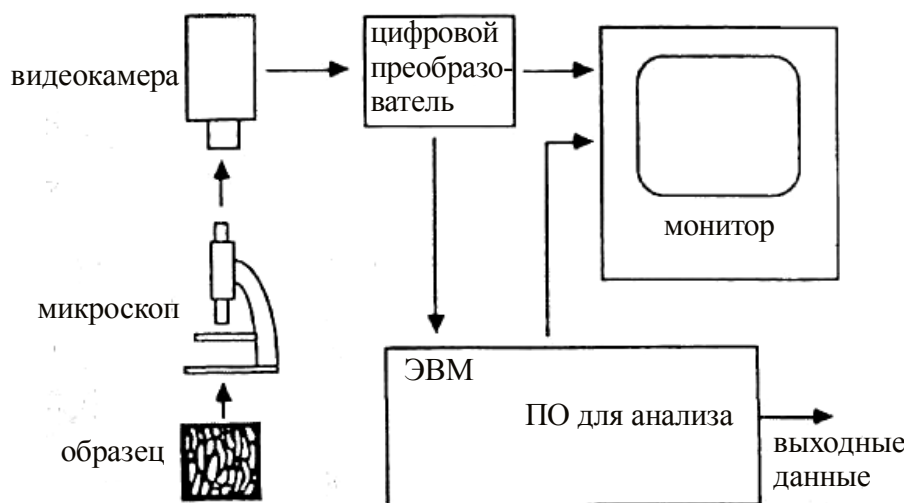 видеокамера
цифровой
преобразо-
ватель
монитор
микроскоп
ЭВМ
ПО для анализа
образец
выходные
данные